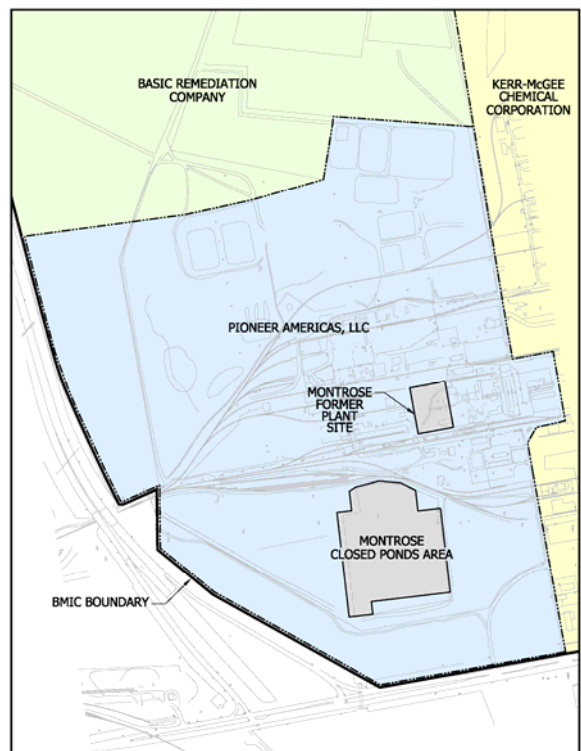 BASIC REMEDIATION
COMPANY
KERR-McGEE
CHEMICAL
CORPORATION
PIONEER AMERICAS, LLC
MONTROSE
FORMER
PLANT
SITE
MONTROSE
CLOSED PONDS AREA
BMIC BOUNDARY